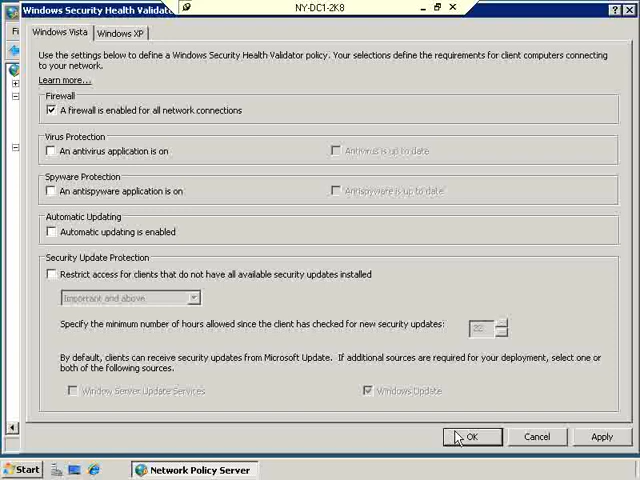 Windows Security Health Validato
NY-DC1-2K8
Windows Vista
Windows XP
Use the settings below to define a Windows Security Health Validator policy. Your selections define the requirements for client computers connecting
to your network.
Learn more...
Firewall
A firewall is enabled for all network connections
Virus Protection
An antivirus application is on
Antivirus is up to date
Spyware Protection
An antispyware application is on
Antispyware is up to date
Automatic Updating
Automatic updating is enabled
Security Update Protection
Restrict access for clients that do not have all available security updates installed
Important and above
Specify the minimum number of hours allowed since the client has checked for new security updates:
22
By default, clients can receive security updates from Microsoft Update. If additional sources are required for your deployment, select one or
both of the following sources.
Window Server Update Services
Windows Update
OK
Cancel
Apply
Start
Network Policy Server